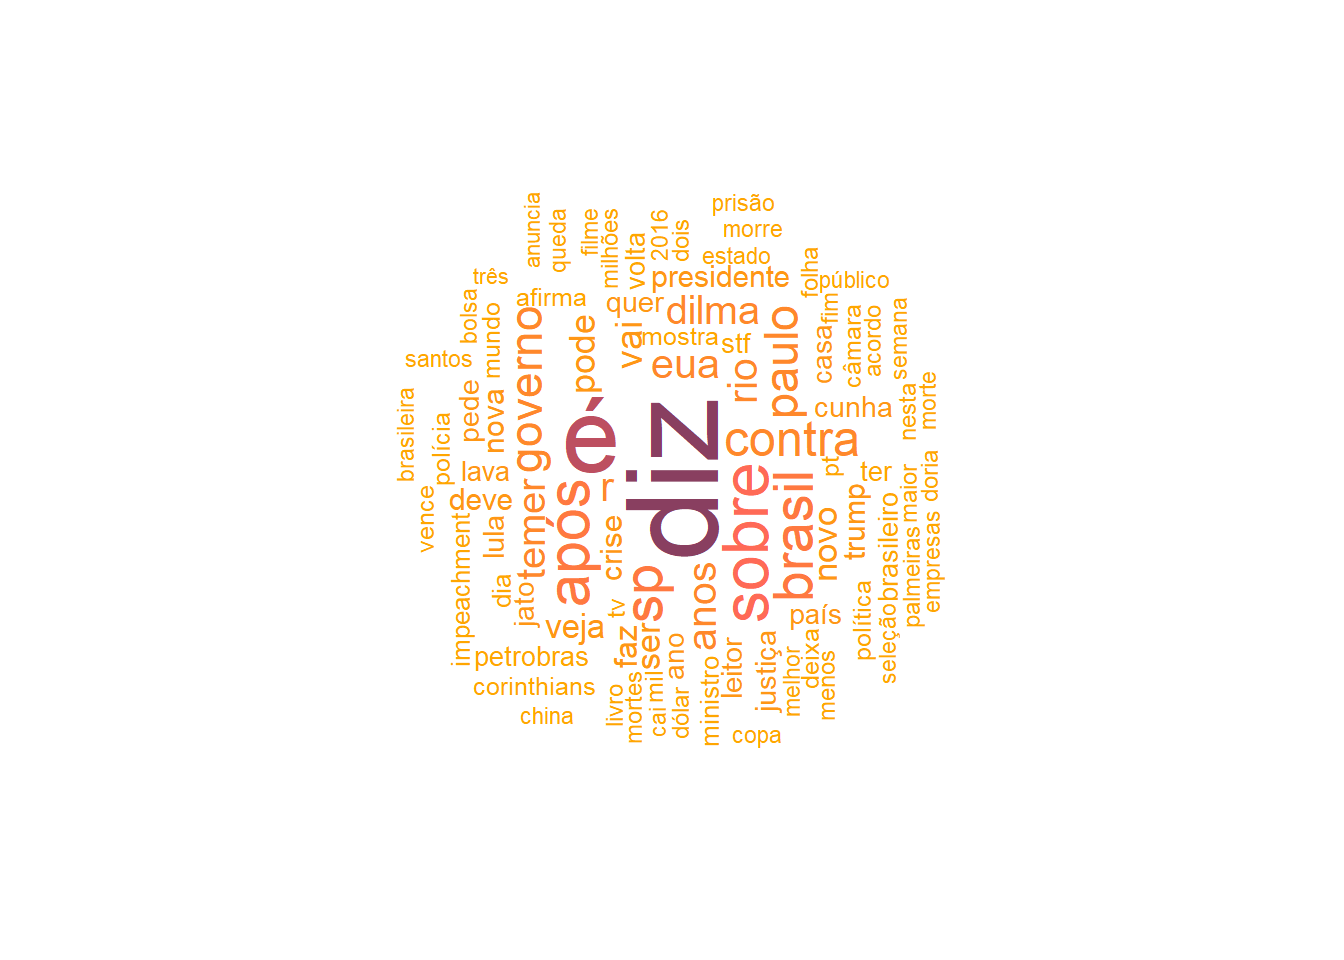 prisão
morre
anuncia
queda
filme
milhões
2016
dois
volta
estado
três
presidente
folha
público
afirma
quer
dilma
bolsa
mundo
governo
pode
vai
mostra
stf
paulo
casa
fim
câmara
acordo
semana
santos
eua
rio
brasileira
pede
nova
é
diz
contra
cunha
nesta
morte
polícia
lava
r
sobre
brasil
pt
ter
maior
doria
vence
deve
temer
após
crise
novo
trump
brasileiro
palmeiras
empresas
impeachment
lula
dia
jato
tv
sp
anos
país
política
seleção
veja
faz
ser
ano
leitor
justiça
melhor
deixa
menos
petrobras
corinthians
china
livro
mortes
mil
cai
dólar
ministro
copa